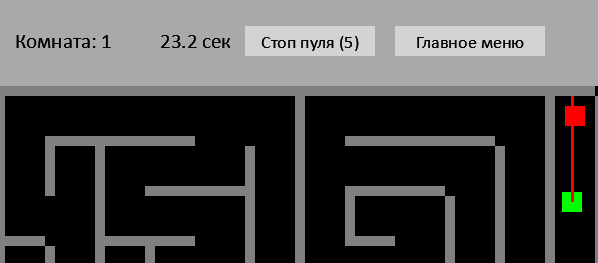 Комната: 1 23.2 сек Стоп пуля (5) Главное меню